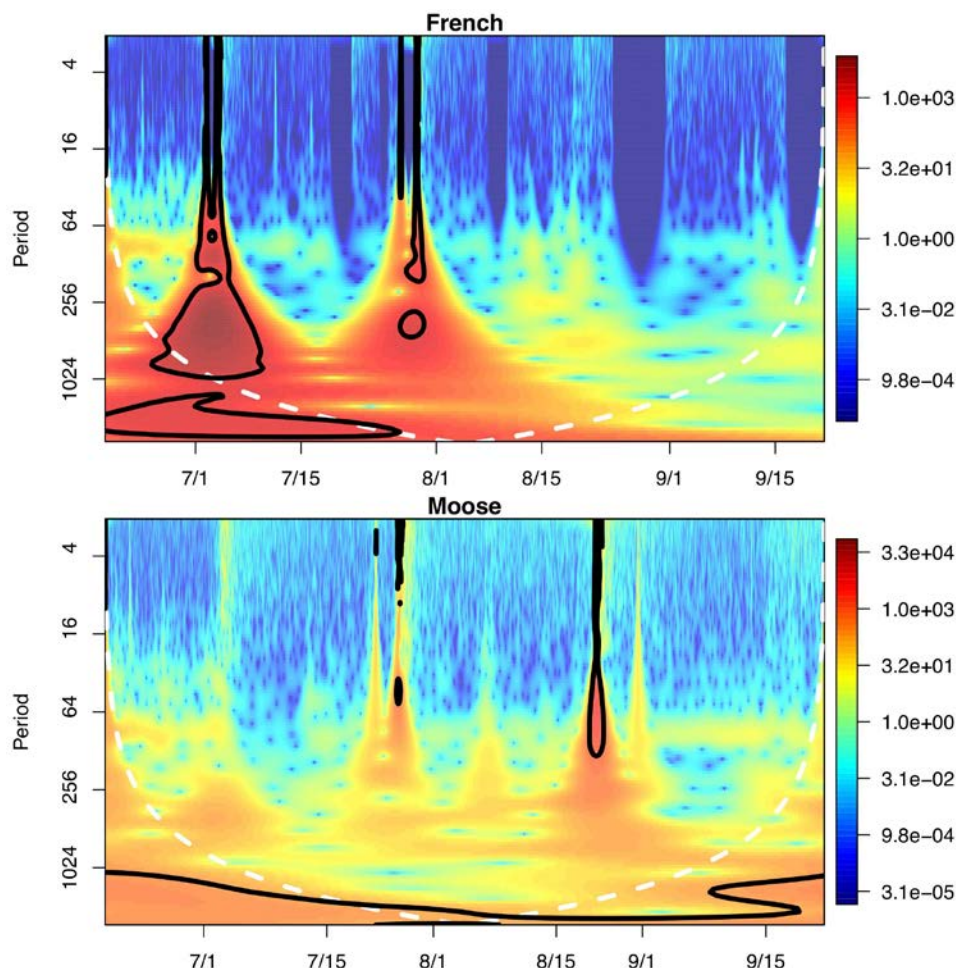 French
Period
4
16
64
256
1024
7/1
7/15
8/1
8/15
9/1
9/15
1.0e+03
3.2e+01
1.0e+00
3.1e−02
9.8e−04
Moose
Period
4
16
64
256
1024
7/1
7/15
8/1
8/15
9/1
9/15
3.3e+04
1.0e+03
3.2e+01
1.0e+00
3.1e−02
9.8e−04
3.1e−05